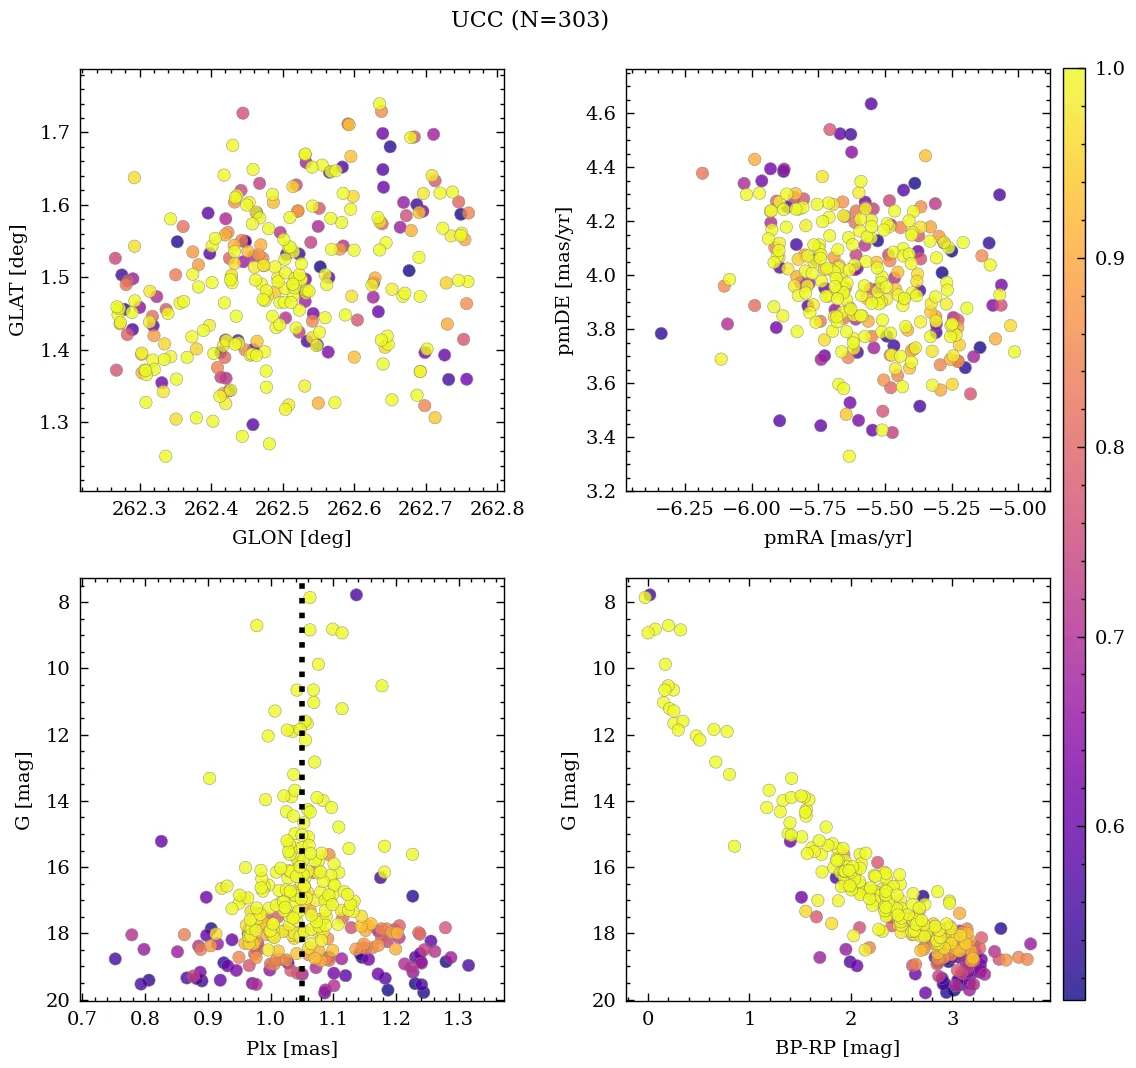 UCC (N=303)
1.7
1.6
1.5
1.4
1.3
GLAT [deg]
262.3 262.4 262.5 262.6 262.7 262.8
GLON [deg]
4.6
4.4
4.2
4.0
3.8
3.6
3.4
3.2
pmDE [mas/yr]
−6.25 −6.00 −5.75 −5.50 −5.25 −5.00
pmRA [mas/yr]
1.0
0.9
0.8
0.7
0.6
8
10
12
14
16
18
20
G [mag]
0.7 0.8 0.9 1.0 1.1 1.2 1.3
Plx [mas]
8
10
12
14
16
18
20
G [mag]
0 1 2 3
BP-RP [mag]